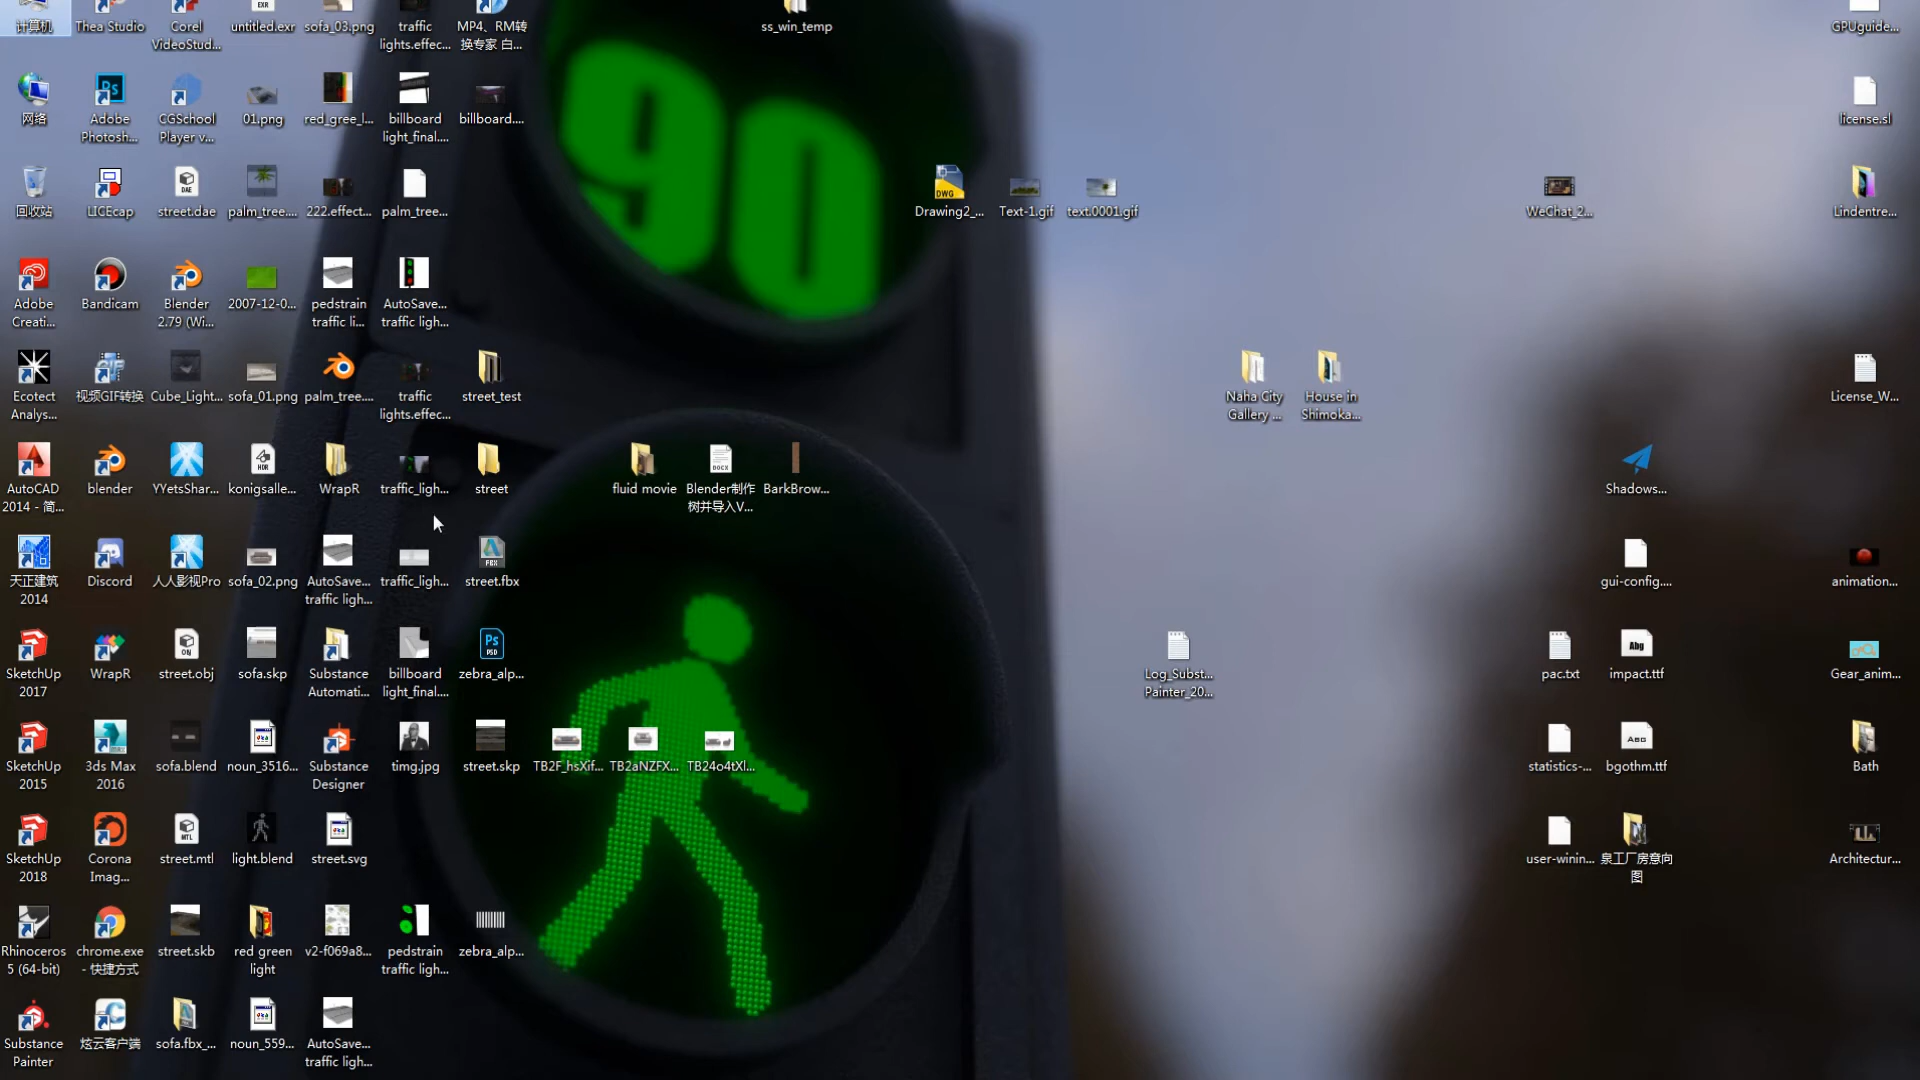 计算机
Thea Studio
Corel
VideoStud...
untitled.exr
sofa_03.png
traffic
lights.effec...
MP4、RM转
换专家 白...
ss_win_temp
GPUguide...
90
网络
Adobe
Photosh...
CGSchool
Player v...
01.png
red_gree_l...
billboard
light_final....
billboard....
license.sl
回收站
LICEcap
street.dae
palm_tree....
222.effect...
palm_tree...
Drawing2_...
Text-1.gif
text.0001.gif
WeChat_2...
Lindentre...
Adobe
Creati...
Bandicam
Blender
2.79 (Wi...
2007-12-0...
pedstrain
traffic li...
AutoSave...
traffic ligh...
Ecotect
Analys...
视频GIF转换
Cube_Light...
sofa_01.png
palm_tree....
traffic
lights.effec...
street_test
Naha City
Gallery ...
House in
Shimoka...
License_W...
AutoCAD
2014 - 简...
blender
YYetsShar...
konigsalle...
WrapR
traffic_ligh...
street
fluid movie
Blender制作
树并导入V...
BarkBrow...
Shadows...
天正建筑
2014
Discord
人人影视Pro
sofa_02.png
AutoSave...
traffic ligh...
traffic_ligh...
street.fbx
gui-config....
animation...
SketchUp
2017
WrapR
street.obj
sofa.skp
Substance
Automati...
billboard
light_final....
zebra_alp...
Log_Subst...
Painter_20...
pac.txt
impact.ttf
Gear_anim...
SketchUp
2015
3ds Max
2016
sofa.blend
noun_3516...
Substance
Designer
timg.jpg
street.skp
TB2F_hsXif...
TB2aNZFX...
TB24o4tXl...
statistics-...
bgothm.ttf
Bath
SketchUp
2018
Corona
Imag...
street.mtl
light.blend
street.svg
user-winin...
泉工厂房意向
图
Architectur...
Rhinoceros
5 (64-bit)
chrome.exe
- 快捷方式
street.skb
red green
light
v2-f069a8...
pedstrain
traffic ligh...
zebra_alp...
Substance
Painter
炫云客户端
sofa.fbx_...
noun_559...
AutoSave...
traffic ligh...